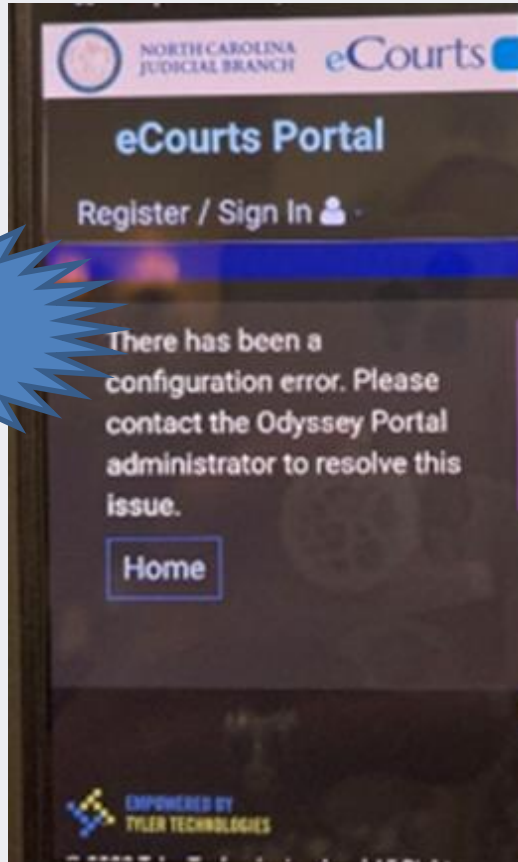 NORTH CAROLINA
JUDICIAL BRANCH
eCourts
eCourts Portal
Register / Sign In
There has been a
configuration error. Please
contact the Odyssey Portal
administrator to resolve this
issue.
Home
EMPOWERED BY
TYLER TECHNOLOGIES